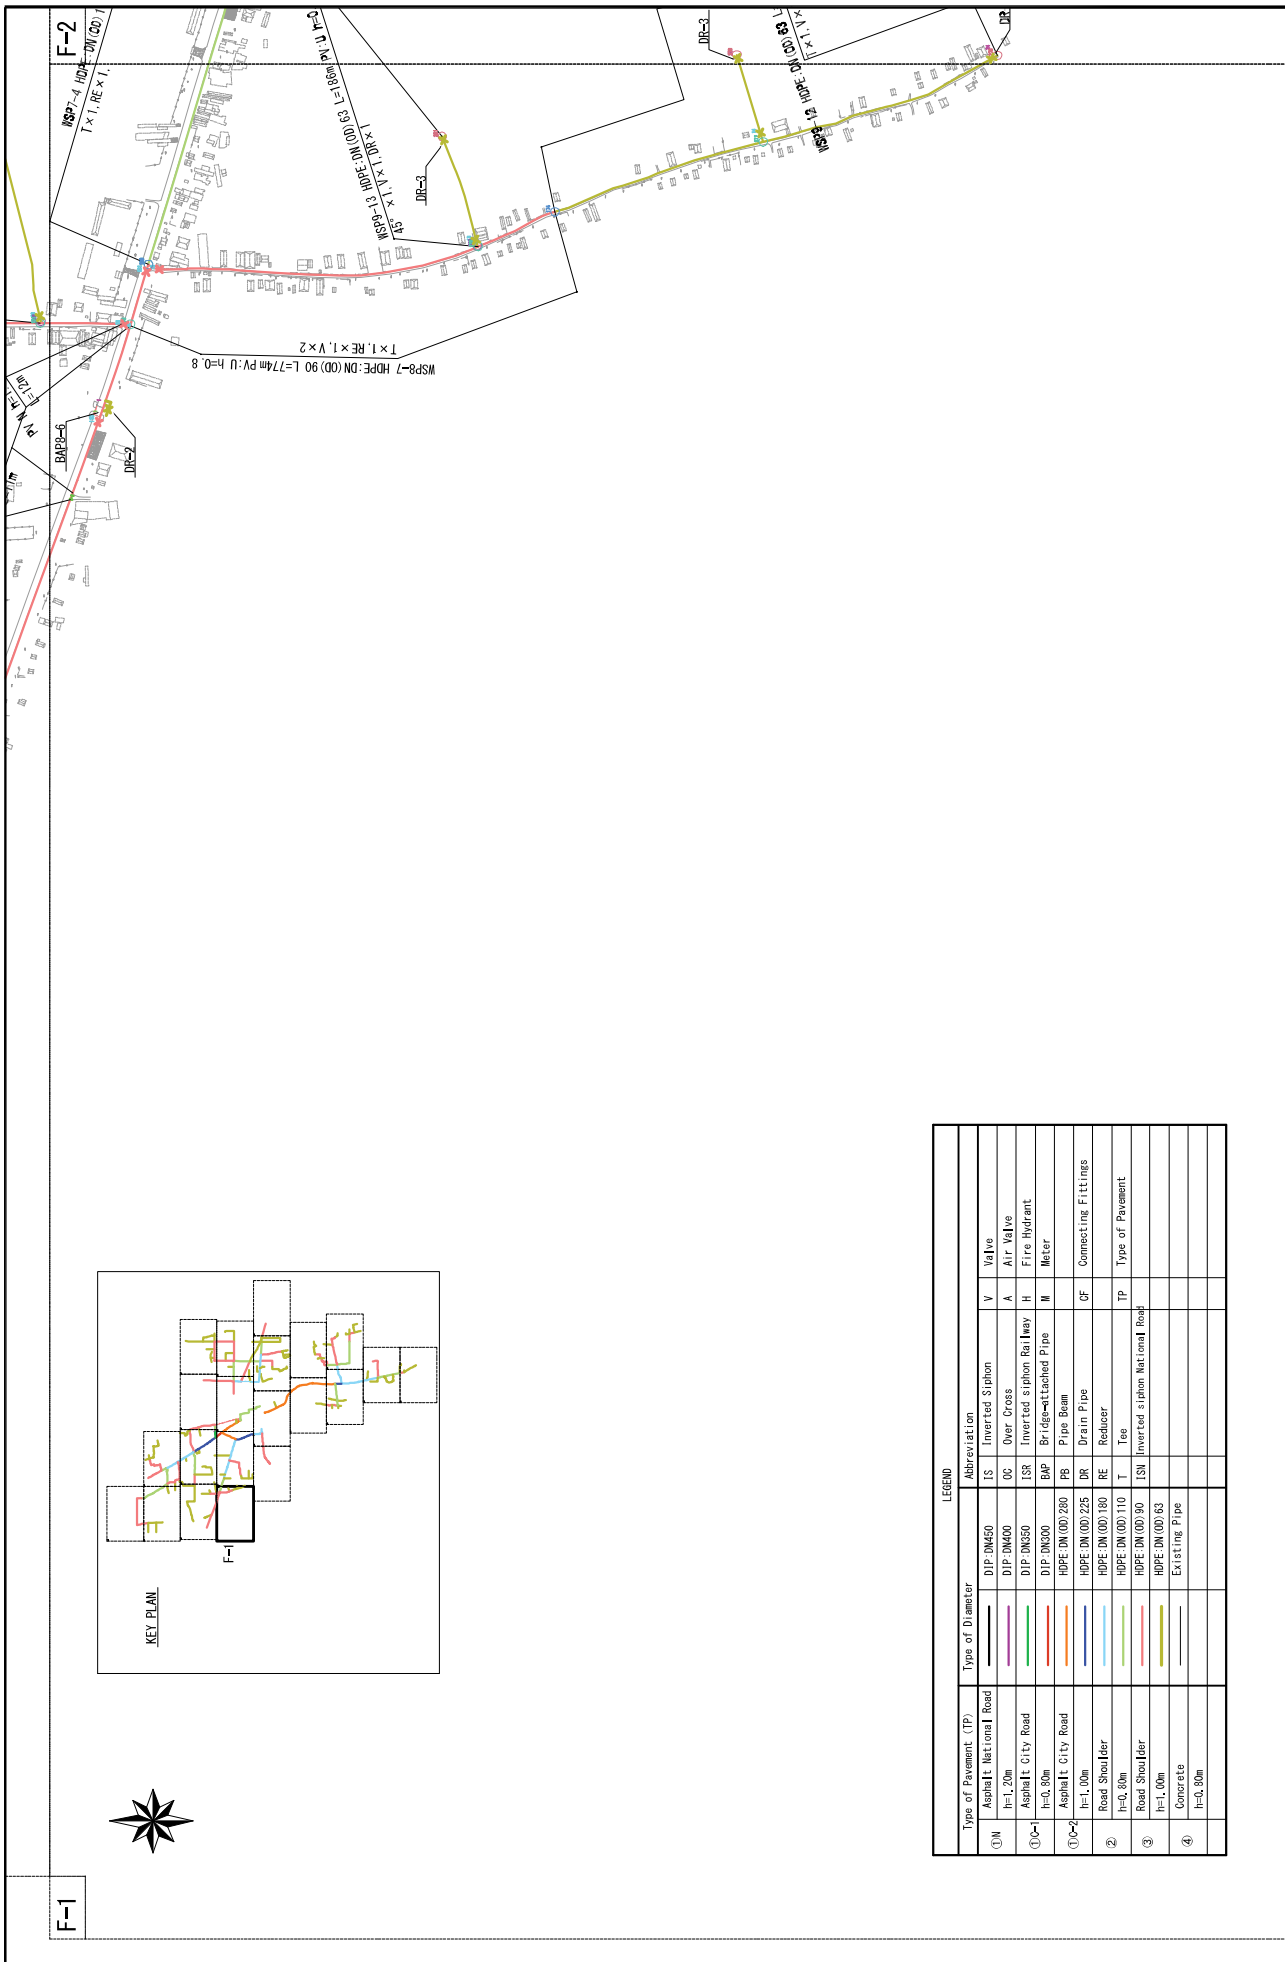 F-2
WSP7-4 HDPE:DN(OD)1
T×1, RE×1,
WSP9-13 HDPE:DN(OD)63 L=186m PV:U h=0
45° ×1, V×1, DR×1
DR-3
DR-3
WSP9-12 HDPE:DN(OD)63 L
T×1, V×
DR
WSP8-7 HDPE:DN(OD)90 L=774m PV:U h=0.8
T×1, RE×1, V×2
L=12m
BAP8-6
DR-2
F-1
KEY PLAN
F-1
LEGEND
Type of Pavement (TP) Type of Diameter Abbreviation
①N Asphalt National Road h=1.20m
①C-1 Asphalt City Road h=0.80m
①C-2 Asphalt City Road h=1.00m
② Road Shoulder h=0.80m
③ Road Shoulder h=1.00m
④ Concrete h=0.80m
DIP:DN450
DIP:DN400
DIP:DN350
DIP:DN300
HDPE:DN(OD)280
HDPE:DN(OD)225
HDPE:DN(OD)180
HDPE:DN(OD)110
HDPE:DN(OD)90
HDPE:DN(OD)63
Existing Pipe
IS Inverted Siphon V Valve
OC Over Cross A Air Valve
ISR Inverted siphon Railway H Fire Hydrant
BAP Bridge-attached Pipe M Meter
PB Pipe Beam
DR Drain Pipe CF Connecting Fittings
RE Reducer
T Tee TP Type of Pavement
ISN Inverted siphon National Road